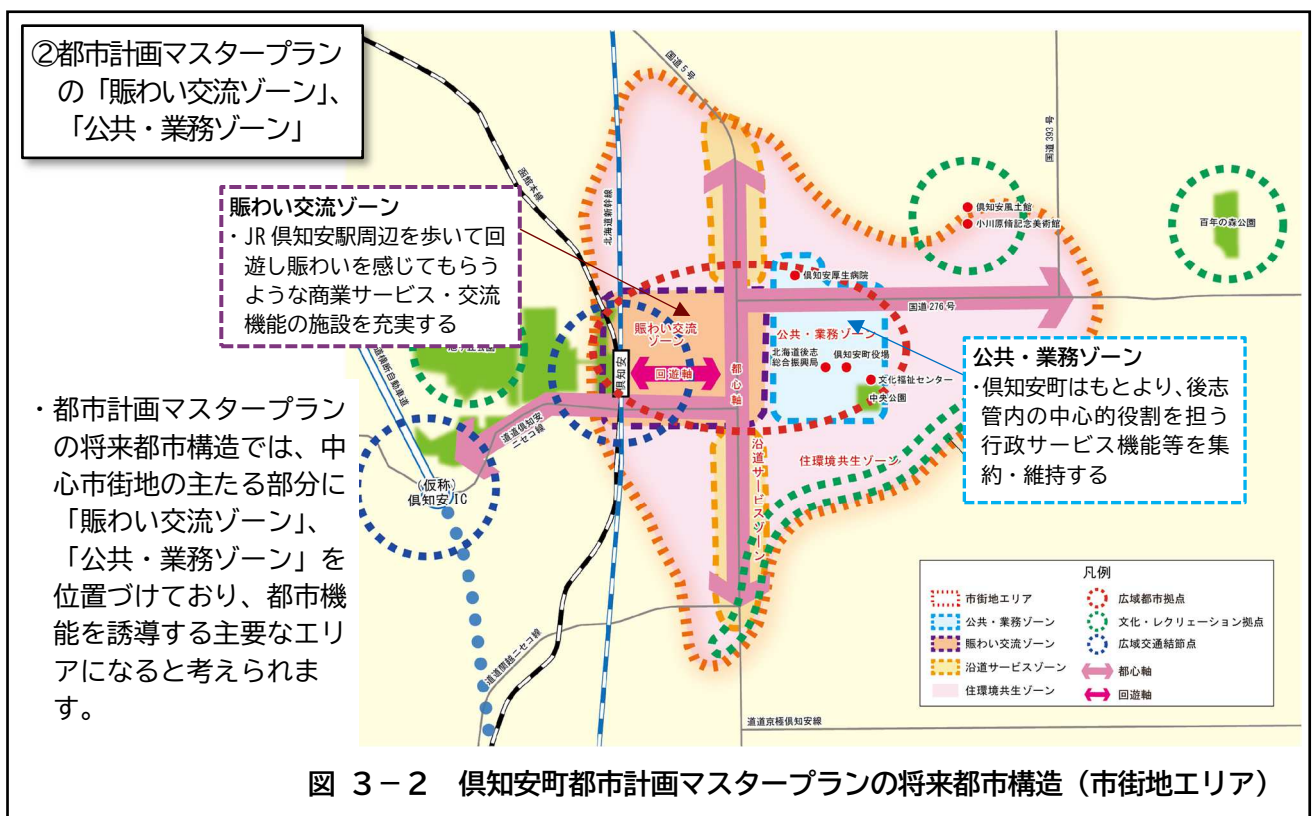 ②都市計画マスタープラン
の「賑わい交流ゾーン」、
「公共・業務ゾーン」
賑わい交流ゾーン
・JR 倶知安駅周辺を歩いて回
遊し賑わいを感じてもらう
ような商業サービス・交流
機能の施設を充実する
・都市計画マスタープラン
の将来都市構造では、中
心市街地の主たる部分に
「賑わい交流ゾーン」、
「公共・業務ゾーン」を
位置づけており、都市機
能を誘導する主要なエリ
アになると考えられま
す。
国道5号
国道393号
函館本線
北海道新幹線
倶知安風土館
小川原脩記念美術館
百年の森公園
倶知安厚生病院
国道276号
賑わい交流
ゾーン
公共・業務ゾーン
北海道後志
総合振興局
倶知安町役場
文化福祉センター
中央公園
倶知安
回遊軸
都心軸
道道倶知安
ニセコ線
(仮称)
倶知安IC
沿道サービスゾーン
住環境共生ゾーン
道道蘭越ニセコ線
道道京極倶知安線
公共・業務ゾーン
・倶知安町はもとより、後志
管内の中心的役割を担う
行政サービス機能等を集
約・維持する
凡例
市街地エリア
公共・業務ゾーン
賑わい交流ゾーン
沿道サービスゾーン
住環境共生ゾーン
広域都市拠点
文化・レクリエーション拠点
広域交通結節点
都心軸
回遊軸
図 3-2 倶知安町都市計画マスタープランの将来都市構造(市街地エリア)